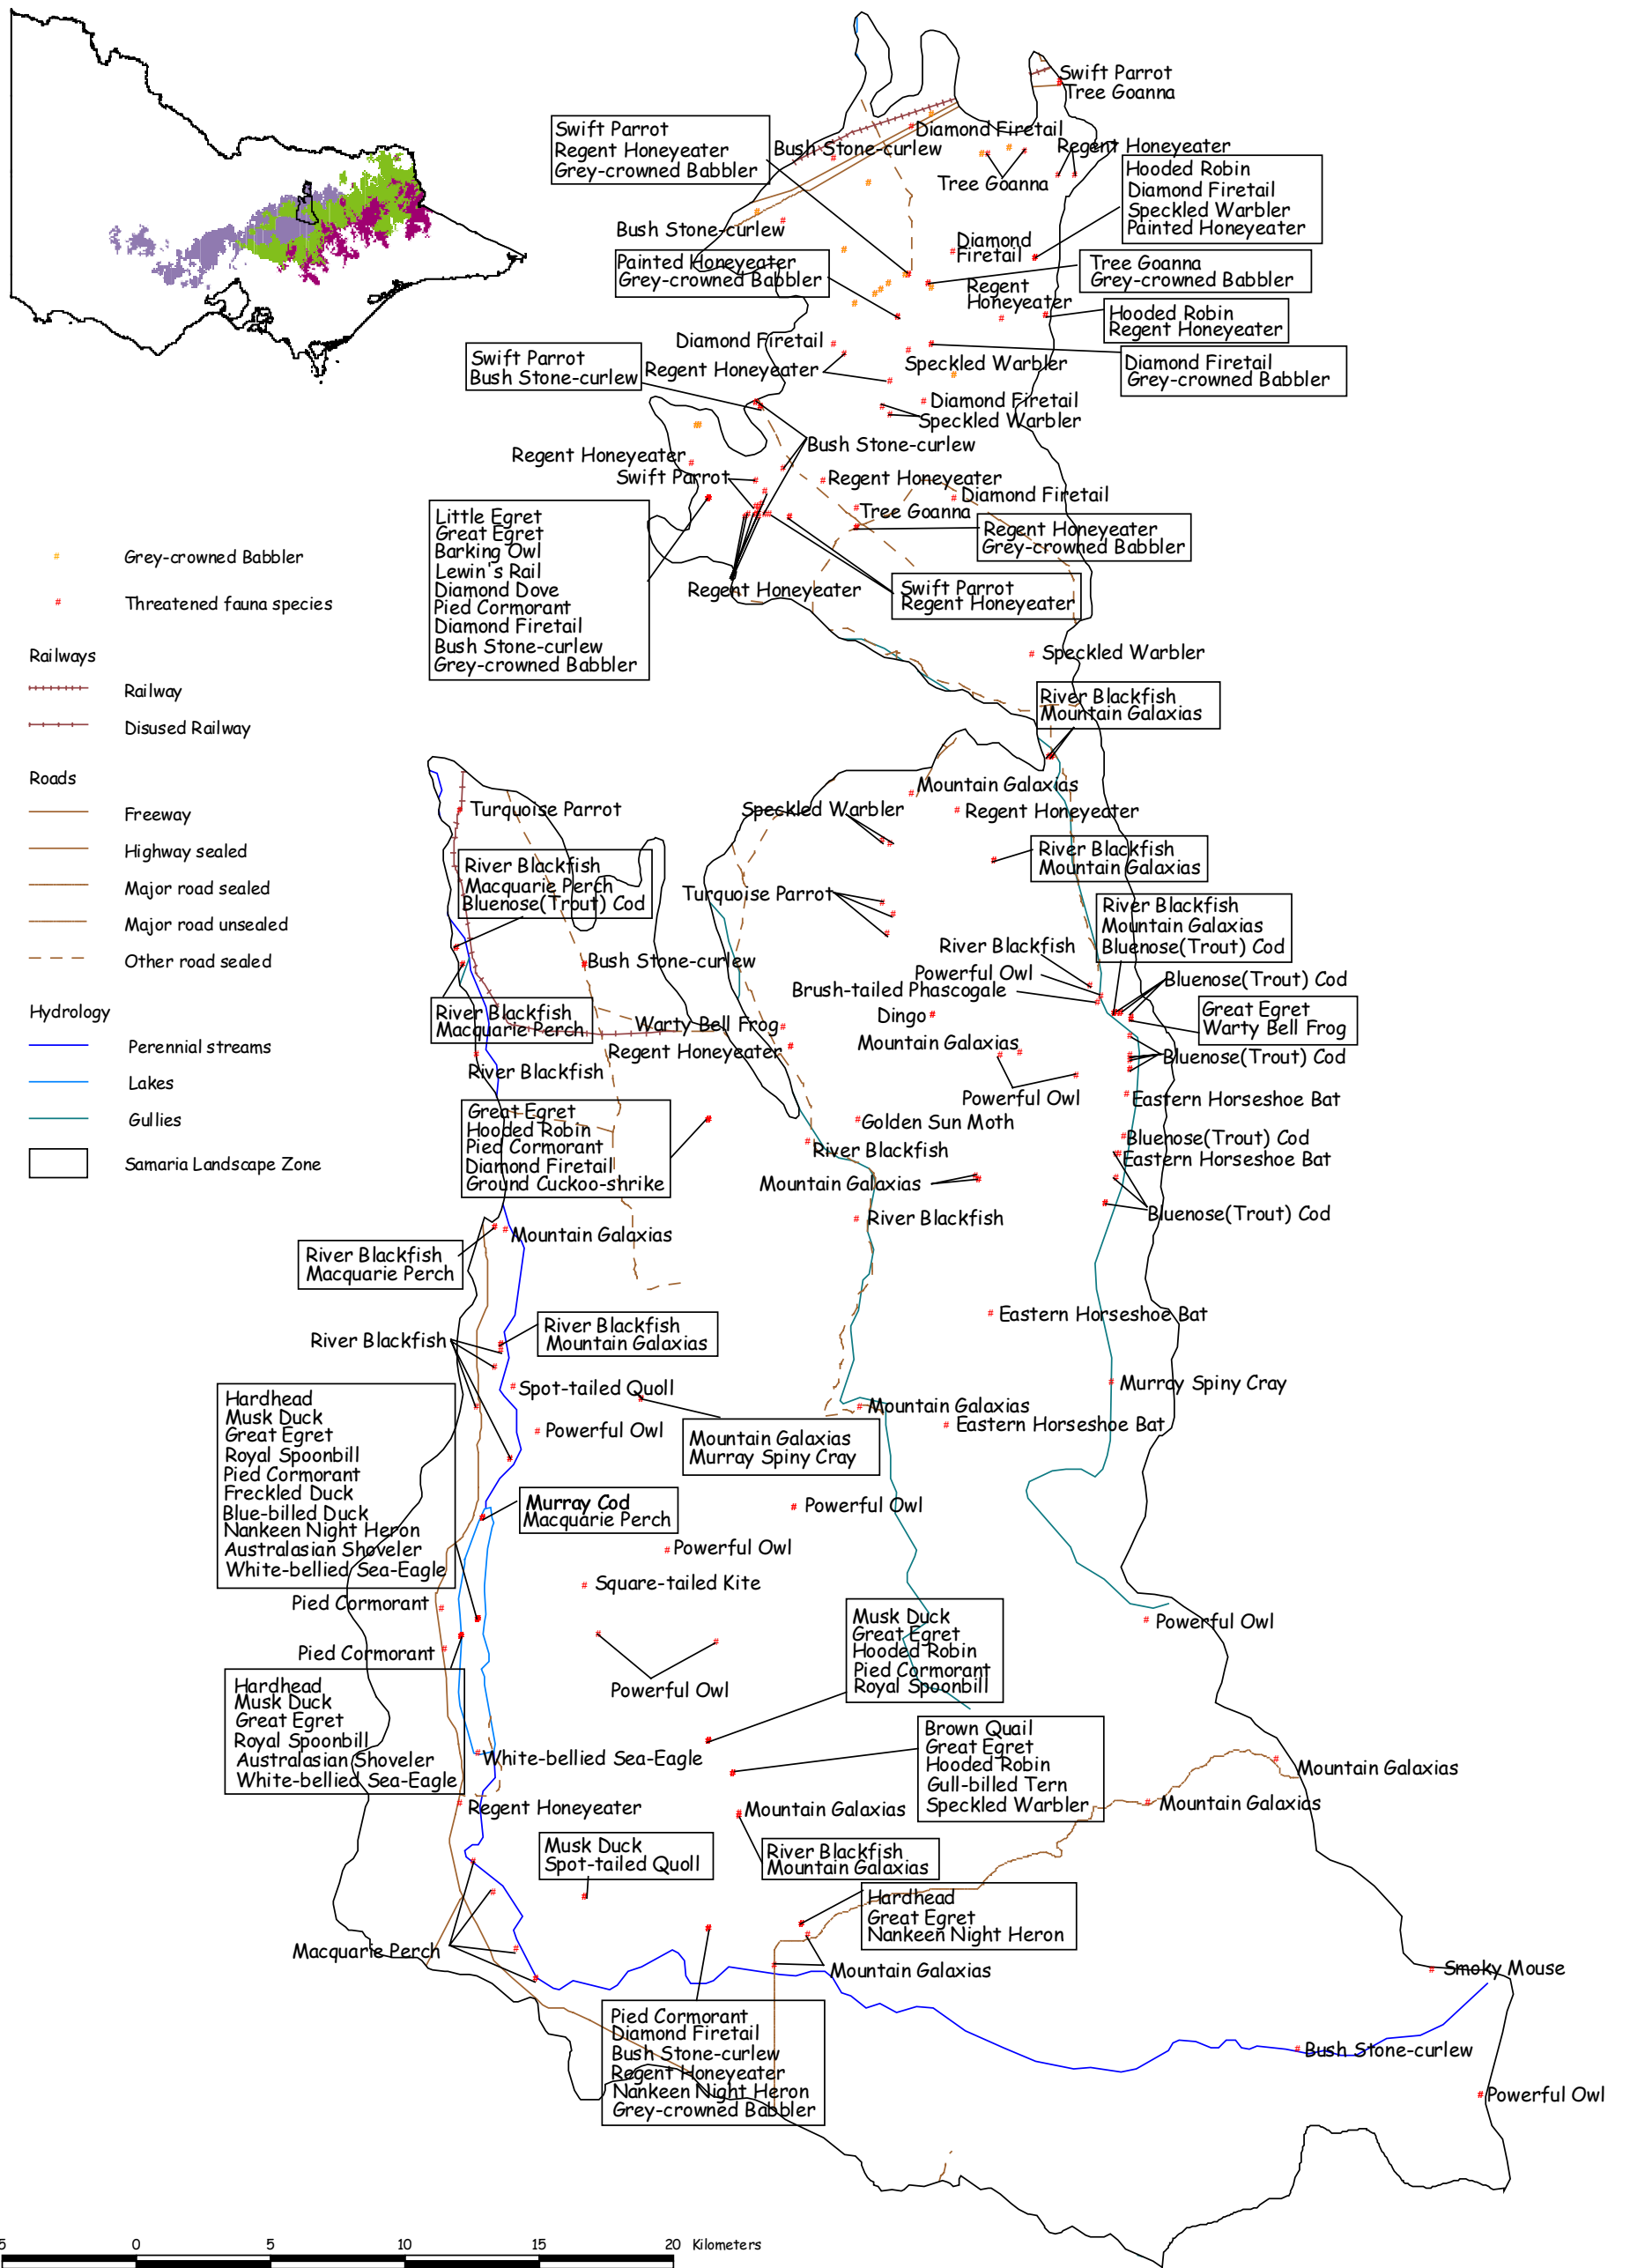 Swift Parrot
Tree Goanna
Swift Parrot
Regent Honeyeater
Grey-crowned Babbler
Diamond Firetail
Bush Stone-curlew
Regent Honeyeater
Tree Goanna
Hooded Robin
Diamond Firetail
Speckled Warbler
Painted Honeyeater
Bush Stone-curlew
Diamond
Firetail
Painted Honeyeater
Grey-crowned Babbler
Tree Goanna
Grey-crowned Babbler
Regent
Honeyeater
Hooded Robin
Regent Honeyeater
Diamond Firetail
Swift Parrot
Bush Stone-curlew
Regent Honeyeater
Speckled Warbler
Diamond Firetail
Grey-crowned Babbler
Diamond Firetail
Speckled Warbler
Bush Stone-curlew
Regent Honeyeater
Swift Parrot
Regent Honeyeater
Diamond Firetail
Tree Goanna
Little Egret
Great Egret
Barking Owl
Lewin's Rail
Diamond Dove
Pied Cormorant
Diamond Firetail
Bush Stone-curlew
Grey-crowned Babbler
Regent Honeyeater
Grey-crowned Babbler
Regent Honeyeater
Swift Parrot
Regent Honeyeater
Grey-crowned Babbler
Threatened fauna species
Railways
Railway
Disused Railway
Roads
Freeway
Highway sealed
Major road sealed
Major road unsealed
Other road sealed
Hydrology
Perennial streams
Lakes
Gullies
Samaria Landscape Zone
Speckled Warbler
River Blackfish
Mountain Galaxias
Mountain Galaxias
Turquoise Parrot
Speckled Warbler
Regent Honeyeater
River Blackfish
Mountain Galaxias
River Blackfish
Macquarie Perch
Bluenose(Trout) Cod
Turquoise Parrot
River Blackfish
Mountain Galaxias
Bluenose(Trout) Cod
River Blackfish
Bush Stone-curlew
Powerful Owl
Bluenose(Trout) Cod
Brush-tailed Phascogale
River Blackfish
Macquarie Perch
Great Egret
Warty Bell Frog
Dingo
Warty Bell Frog
Mountain Galaxias
Regent Honeyeater
Bluenose(Trout) Cod
River Blackfish
Powerful Owl
Eastern Horseshoe Bat
Great Egret
Hooded Robin
Pied Cormorant
Diamond Firetail
Ground Cuckoo-shrike
Golden Sun Moth
Bluenose(Trout) Cod
River Blackfish
Eastern Horseshoe Bat
Mountain Galaxias
Bluenose(Trout) Cod
River Blackfish
Mountain Galaxias
River Blackfish
Macquarie Perch
Eastern Horseshoe Bat
River Blackfish
Mountain Galaxias
River Blackfish
Spot-tailed Quoll
Murray Spiny Cray
Mountain Galaxias
Eastern Horseshoe Bat
Powerful Owl
Mountain Galaxias
Murray Spiny Cray
Hardhead
Musk Duck
Great Egret
Royal Spoonbill
Pied Cormorant
Freckled Duck
Blue-billed Duck
Nankeen Night Heron
Australasian Shoveler
White-bellied Sea-Eagle
Murray Cod
Macquarie Perch
Powerful Owl
Powerful Owl
Square-tailed Kite
Pied Cormorant
Pied Cormorant
Musk Duck
Great Egret
Hooded Robin
Pied Cormorant
Royal Spoonbill
Powerful Owl
Powerful Owl
Hardhead
Musk Duck
Great Egret
Royal Spoonbill
Australasian Shoveler
White-bellied Sea-Eagle
White-bellied Sea-Eagle
Brown Quail
Great Egret
Hooded Robin
Gull-billed Tern
Speckled Warbler
Mountain Galaxias
Mountain Galaxias
Regent Honeyeater
Mountain Galaxias
Musk Duck
Spot-tailed Quoll
River Blackfish
Mountain Galaxias
Hardhead
Great Egret
Nankeen Night Heron
Macquarie Perch
Mountain Galaxias
Smoky Mouse
Pied Cormorant
Diamond Firetail
Bush Stone-curlew
Regent Honeyeater
Nankeen Night Heron
Grey-crowned Babbler
Bush Stone-curlew
Powerful Owl
5 0 5 10 15 20 Kilometers